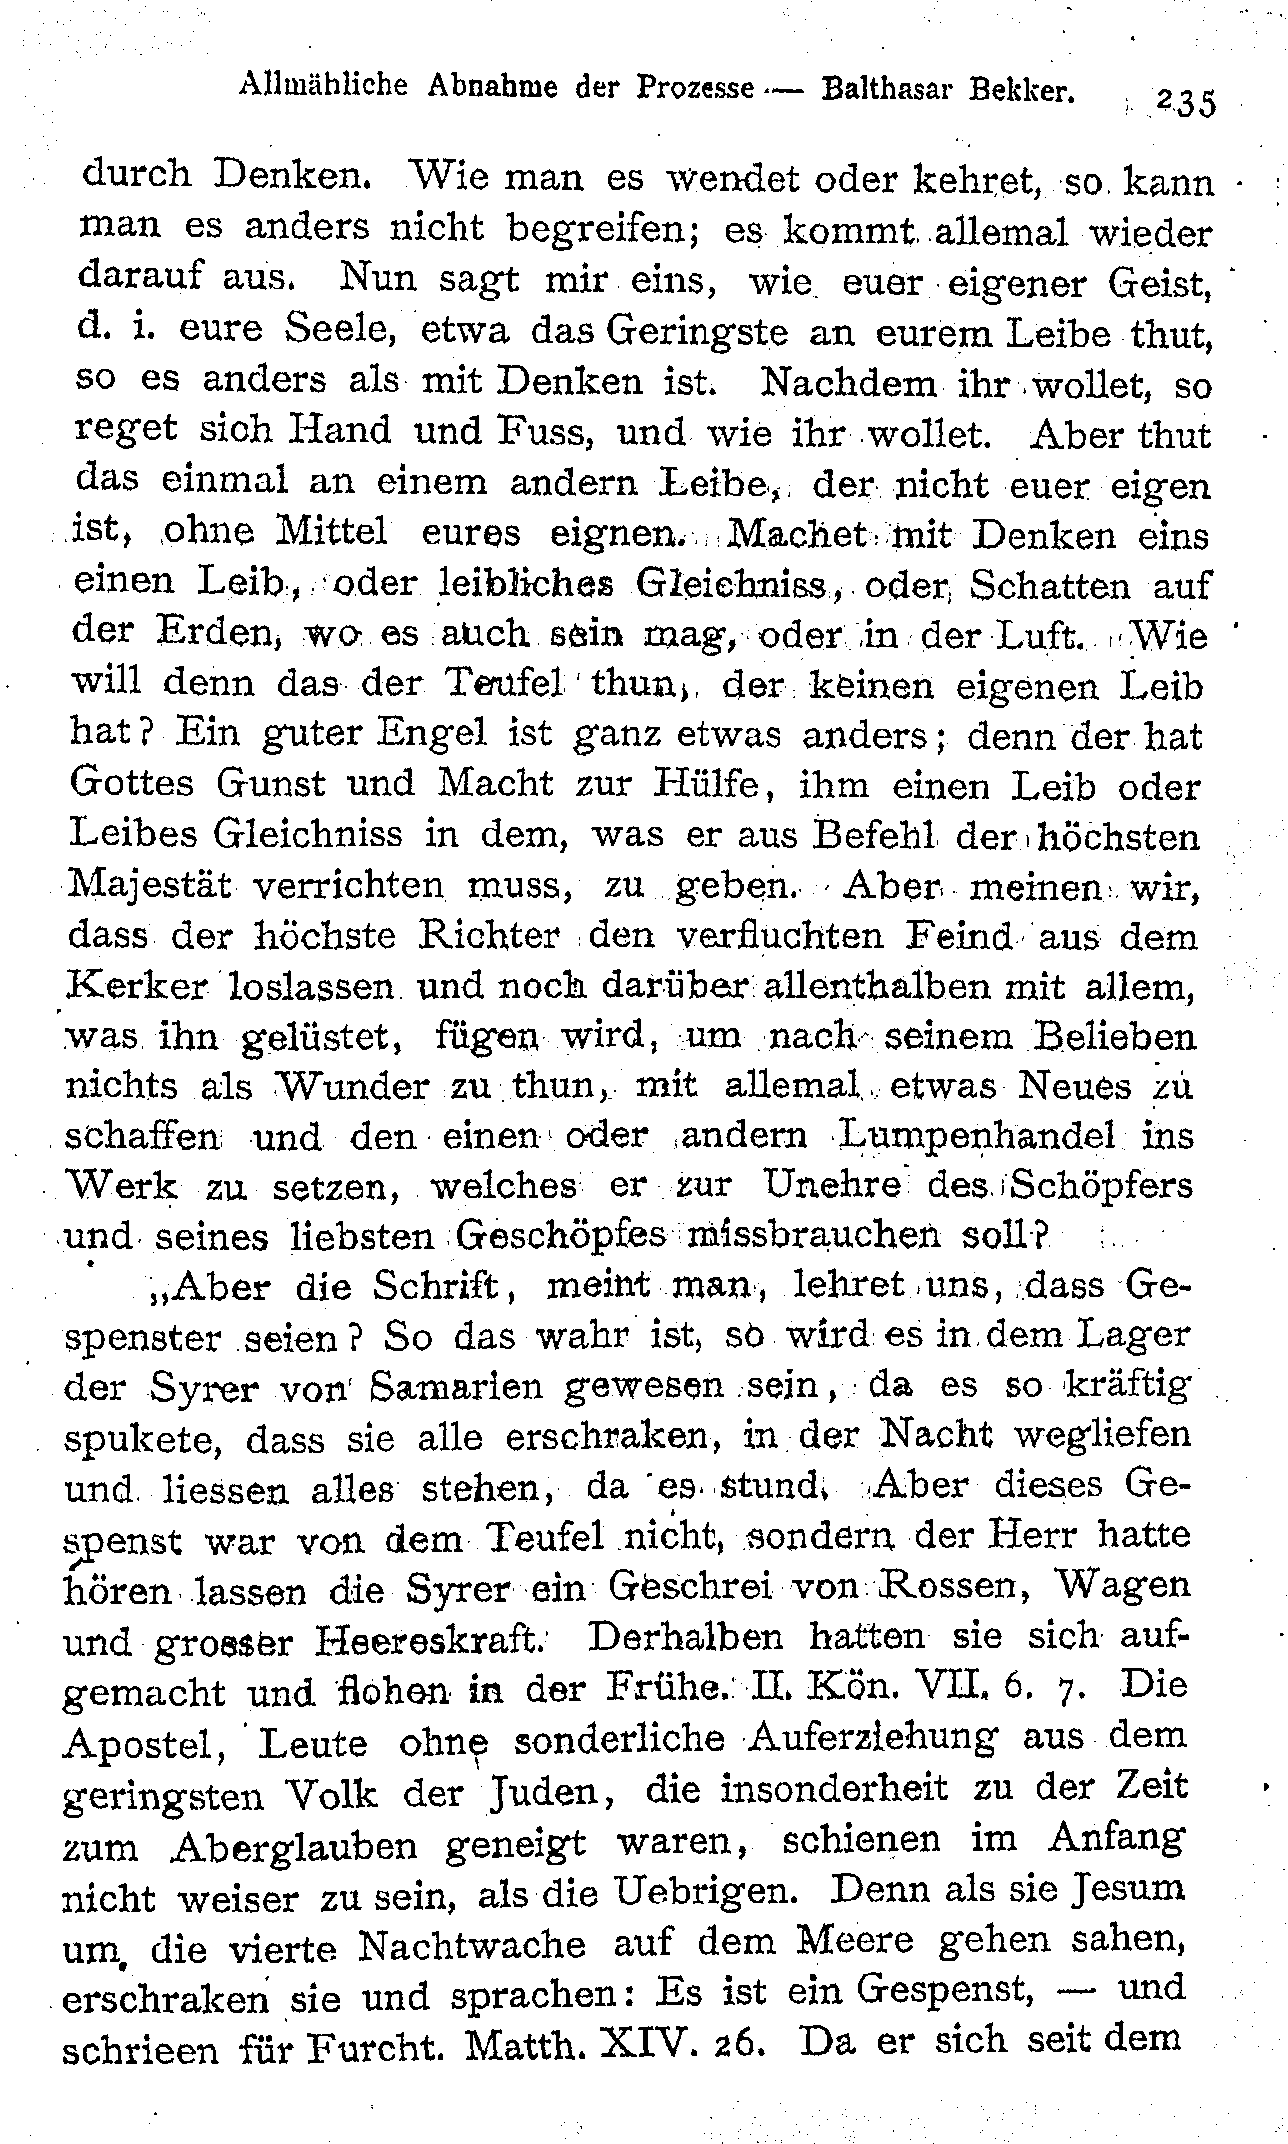 Allmähliche Abnahme der Prozesse — Balthasar Bekker. 235
durch Denken. Wie man es wendet oder kehret, so kann
man es anders nicht begreifen; es kommt allemal wieder
darauf aus. Nun sagt mir eins, wie euer eigener Geist,
d. i. eure Seele, etwa das Geringste an eurem Leibe thut,
so es anders als mit Denken ist. Nachdem ihr wollet, so
reget sich Hand und Fuss, und wie ihr wollet. Aber thut
das einmal an einem andern Leibe, der nicht euer eigen
ist, ohne Mittel eures eignen. Machet mit Denken eins
einen Leib, oder leibliches Gleichniss, oder Schatten auf
der Erden, wo es auch sein mag, oder in der Luft. Wie
will denn das der Teufel thun, der keinen eigenen Leib
hat? Ein guter Engel ist ganz etwas anders; denn der hat
Gottes Gunst und Macht zur Hülfe, ihm einen Leib oder
Leibes Gleichniss in dem, was er aus Befehl der höchsten
Majestät verrichten muss, zu geben. Aber meinen wir,
dass der höchste Richter den verfluchten Feind aus dem
Kerker loslassen und noch darüber allenthalben mit allem,
was ihn gelüstet, fügen wird, um nach seinem Belieben
nichts als Wunder zu thun, mit allemal etwas Neues zu
schaffen und den einen oder andern Lumpenhandel ins
Werk zu setzen, welches er zur Unehre des Schöpfers
und seines liebsten Geschöpfes missbrauchen soll?
„Aber die Schrift, meint man, lehret uns, dass Ge-
spenster seien? So das wahr ist, so wird es in dem Lager
der Syrer von Samarien gewesen sein, da es so kräftig
spukete, dass sie alle erschraken, in der Nacht wegliefen
und liessen alles stehen, da es stund. Aber dieses Ge-
spenst war von dem Teufel nicht, sondern der Herr hatte
hören lassen die Syrer ein Geschrei von Rossen, Wagen
und grosser Heereskraft. Derhalben hatten sie sich auf-
gemacht und flohen in der Frühe. II. Kön. VII. 6. 7. Die
Apostel, Leute ohne sonderliche Auferziehung aus dem
geringsten Volk der Juden, die insonderheit zu der Zeit
zum Aberglauben geneigt waren, schienen im Anfang
nicht weiser zu sein, als die Uebrigen. Denn als sie Jesum
um die vierte Nachtwache auf dem Meere gehen sahen,
erschraken sie und sprachen: Es ist ein Gespenst, — und
schrieen für Furcht. Matth. XIV. 26. Da er sich seit dem